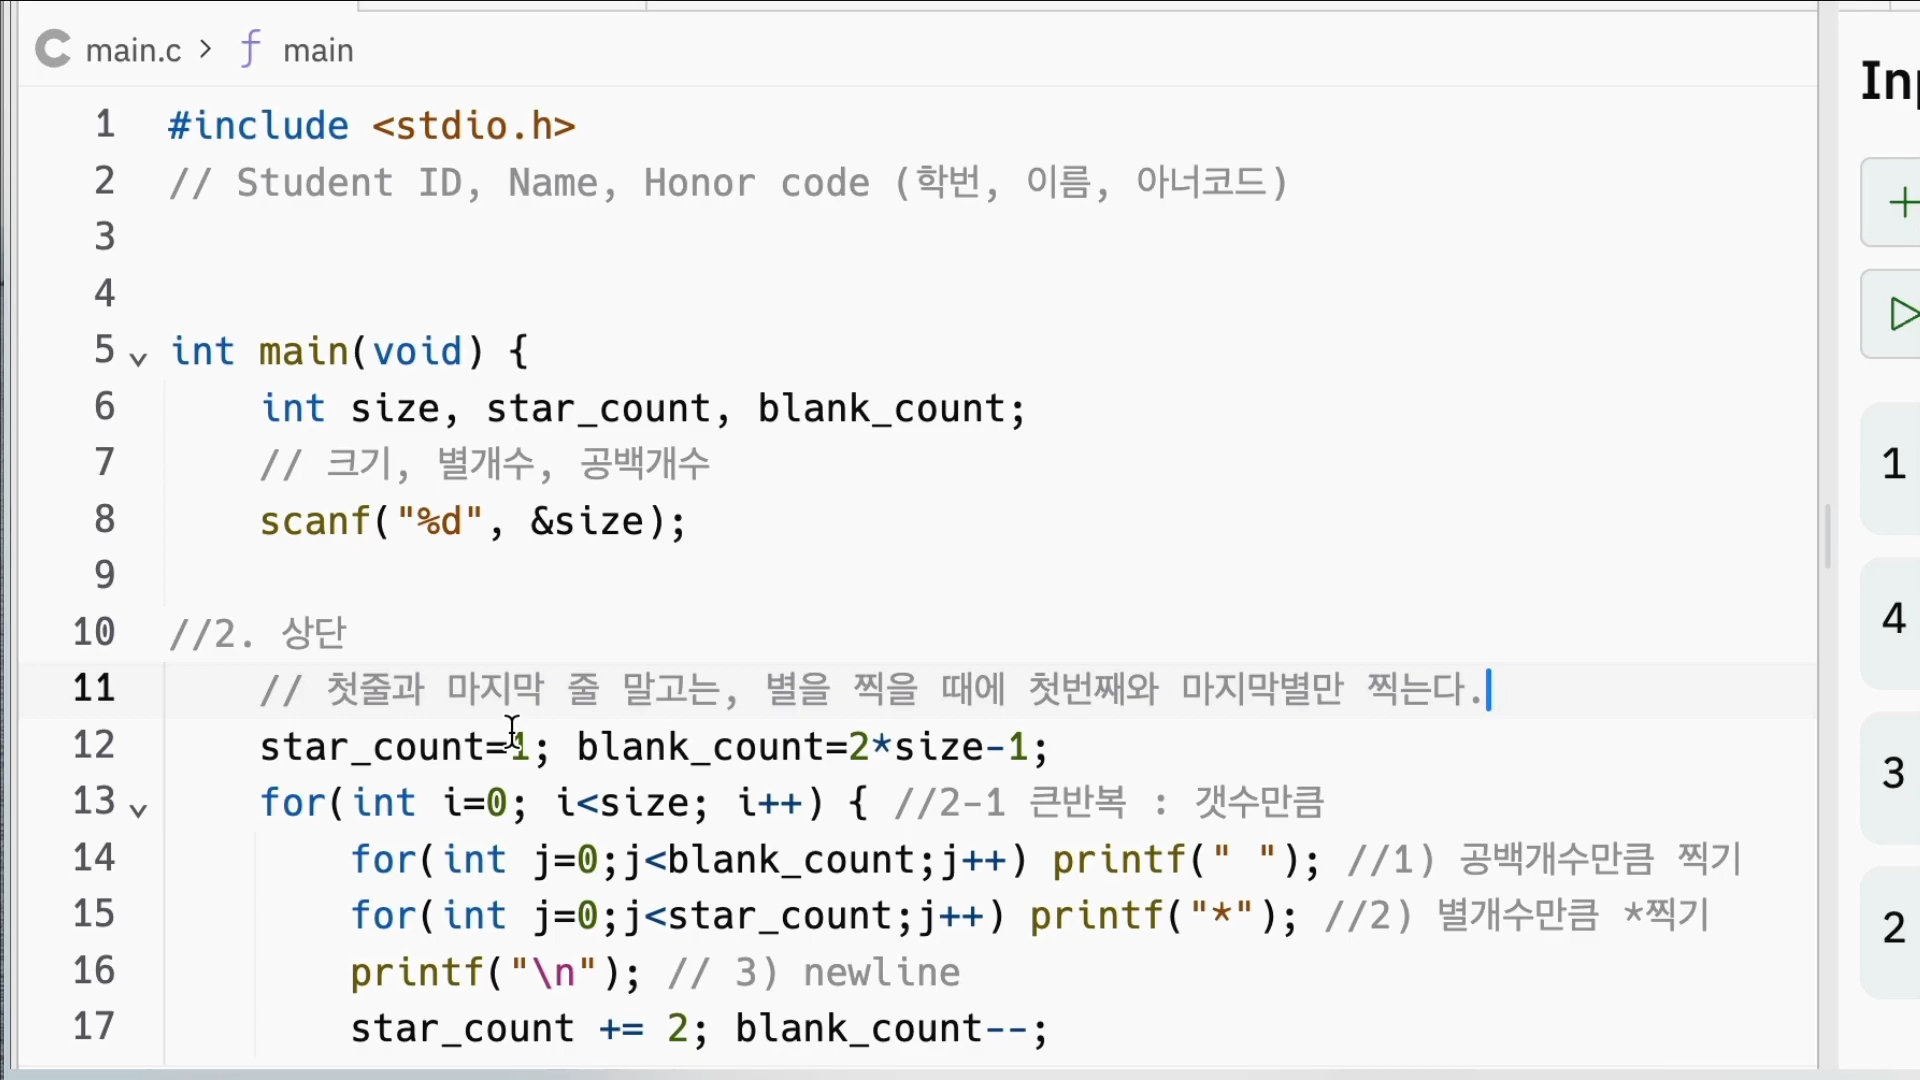 main.c > ƒ main
1 #include <stdio.h>
2 // Student ID, Name, Honor code (학번, 이름, 아너코드)
3
4
5 int main(void) {
6 int size, star_count, blank_count;
7 // 크기, 별개수, 공백개수
8 scanf("%d", &size);
9
10 //2. 상단
11 // 첫줄과 마지막 줄 말고는, 별을 찍을 때에 첫번째와 마지막별만 찍는다.
12 star_count=1; blank_count=2*size-1;
13 for(int i=0; i<size; i++) { //2-1 큰반복 : 갯수만큼
14 for(int j=0;j<blank_count;j++) printf(" "); //1) 공백개수만큼 찍기
15 for(int j=0;j<star_count;j++) printf("*"); //2) 별개수만큼 *찍기
16 printf("\n"); // 3) newline
17 star_count += 2; blank_count--;
1
4
3
2